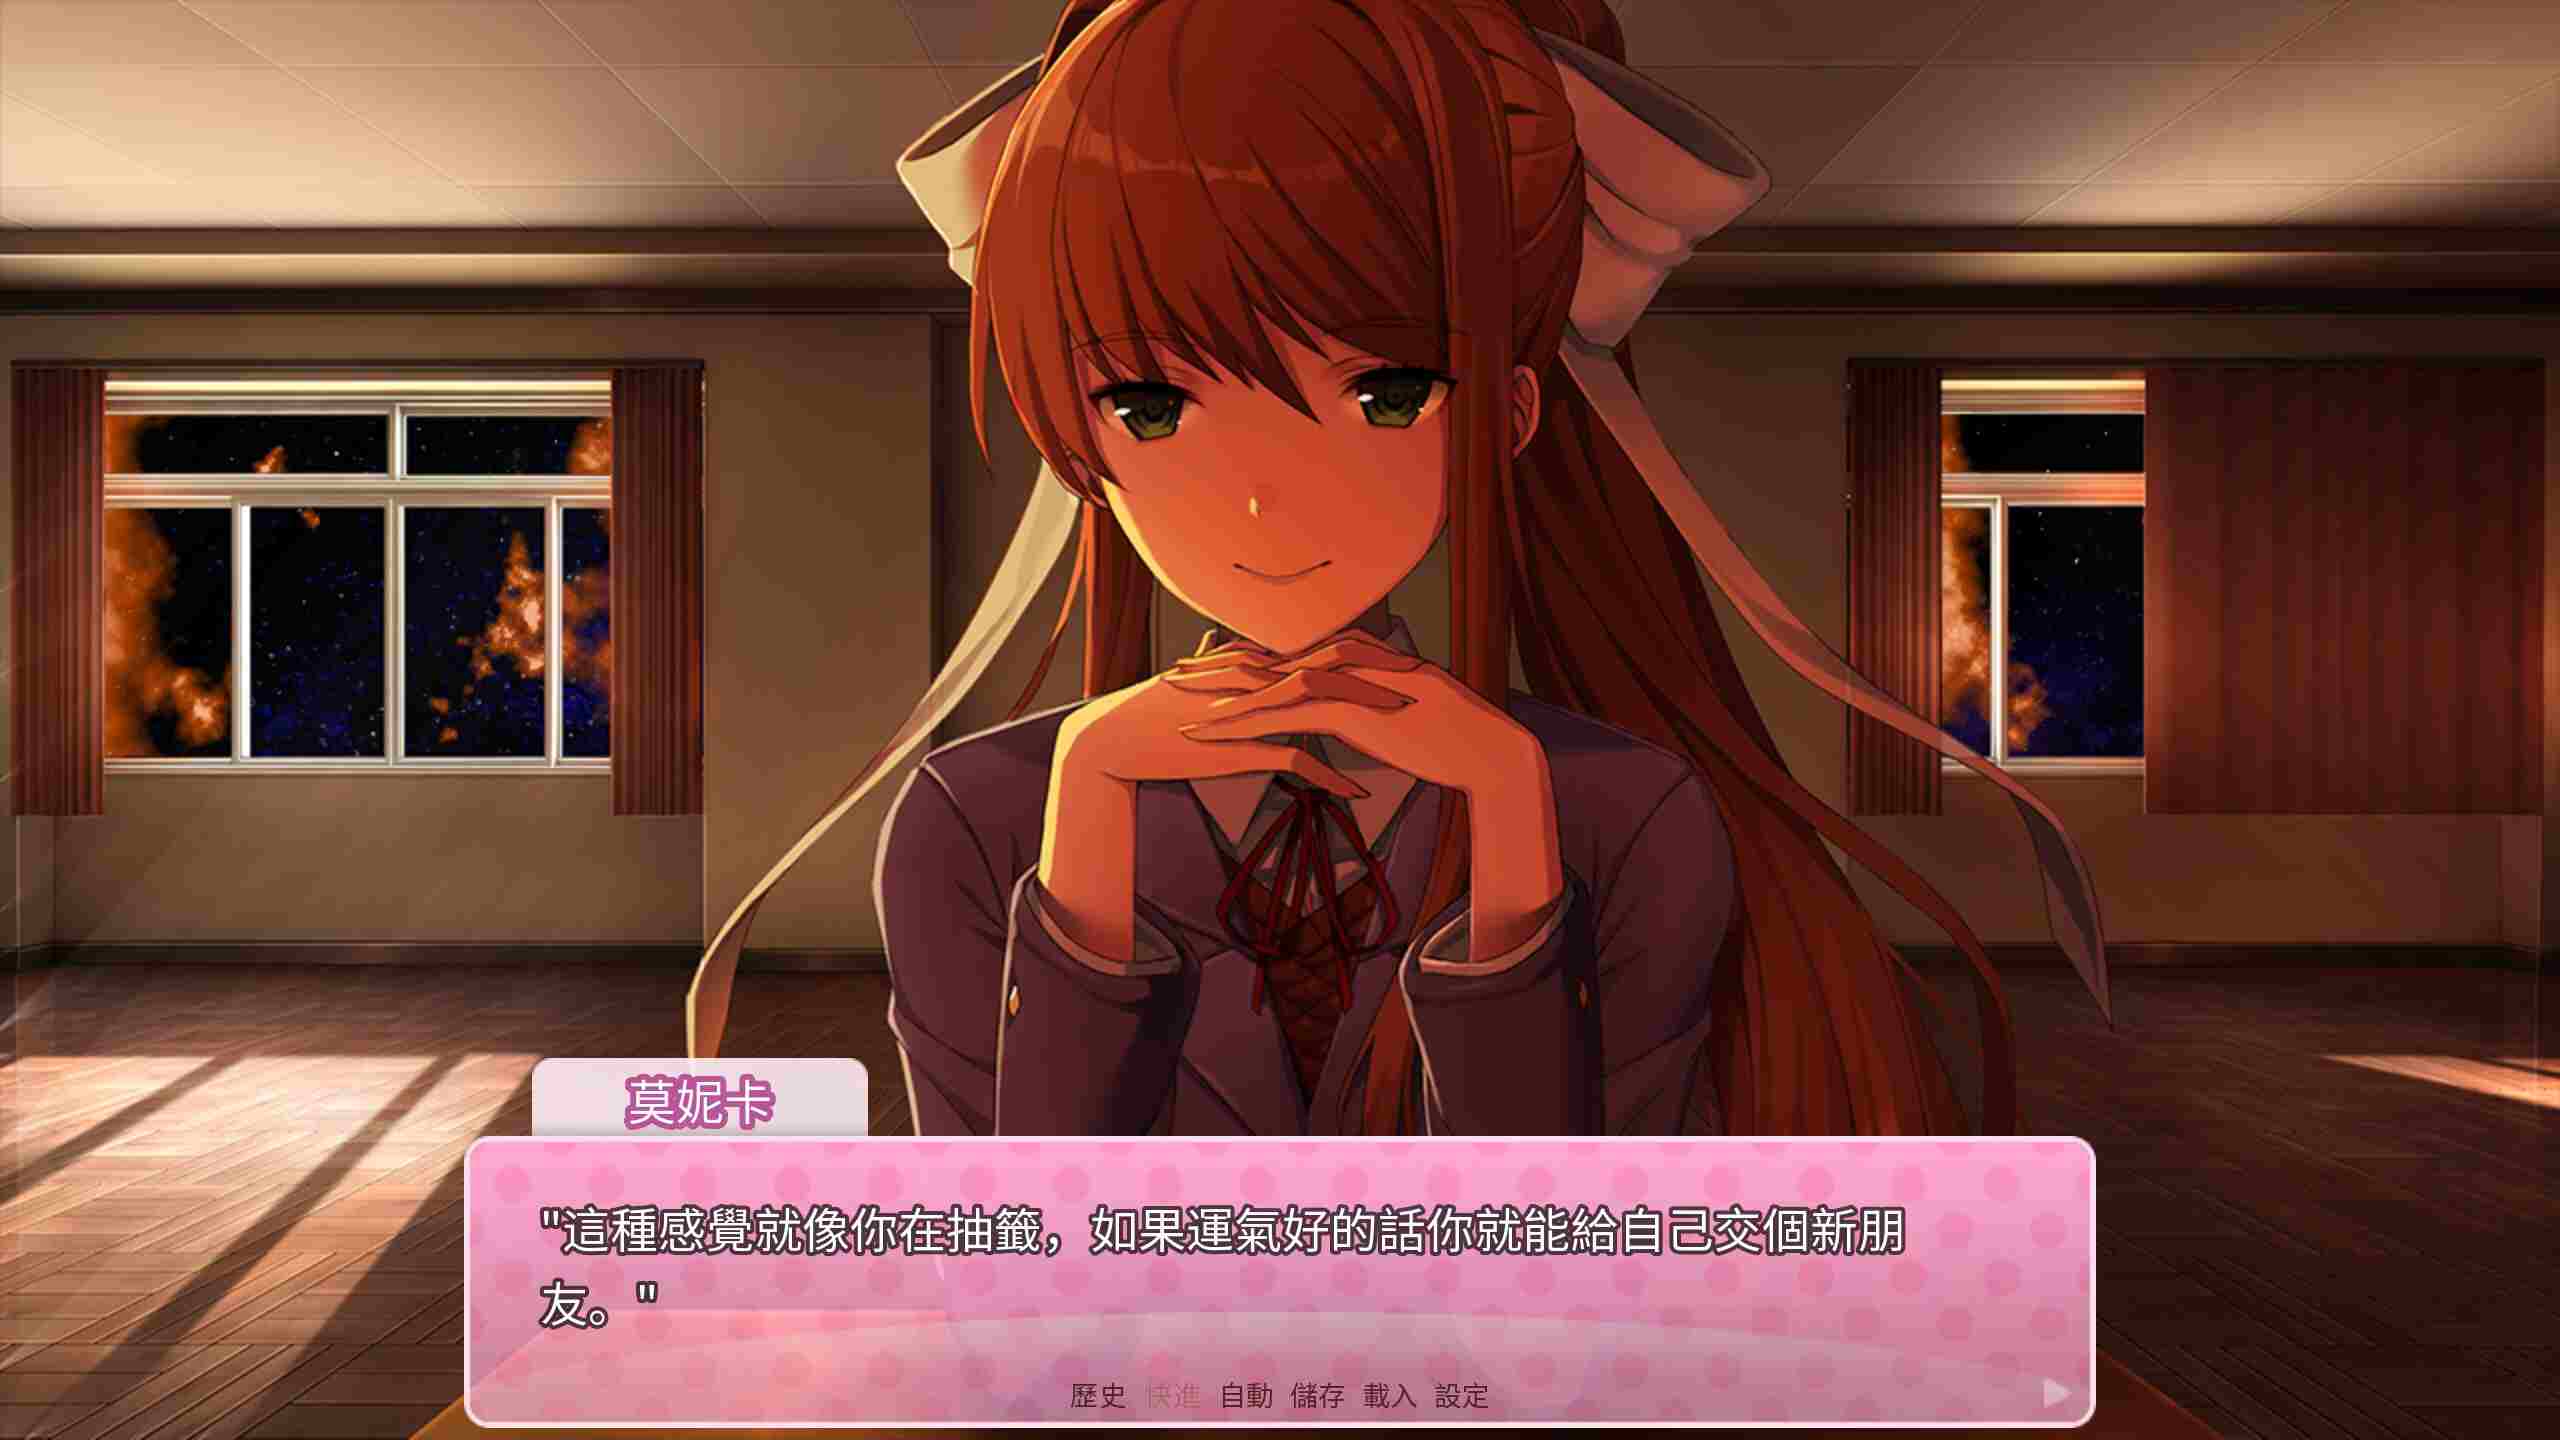 莫妮卡
"這種感覺就像你在抽籤，如果運氣好的話你就能給自己交個新朋
友。"
歷史 快進 自動 儲存 載入 設定